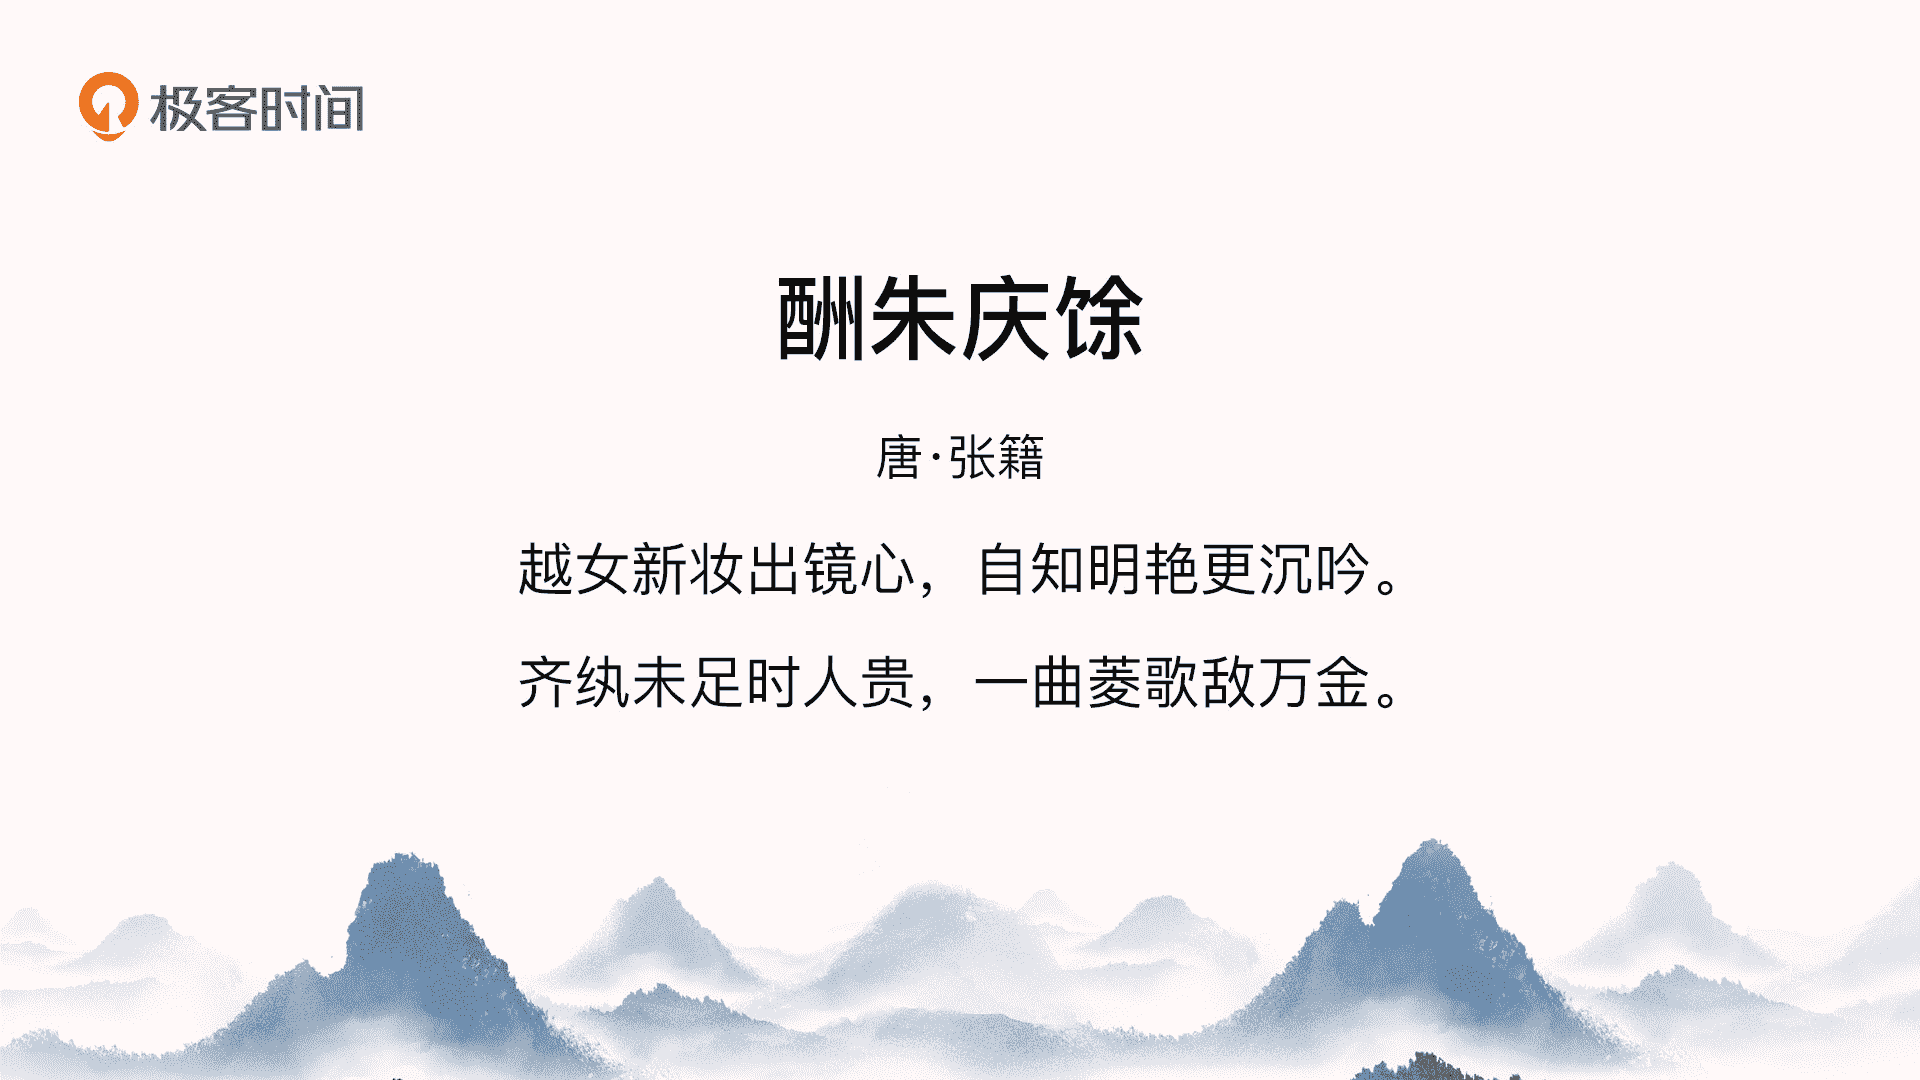 极客时间
酬朱庆馀
唐·张籍
越女新妆出镜心，自知明艳更沉吟。
齐纨未足时人贵，一曲菱歌敌万金。